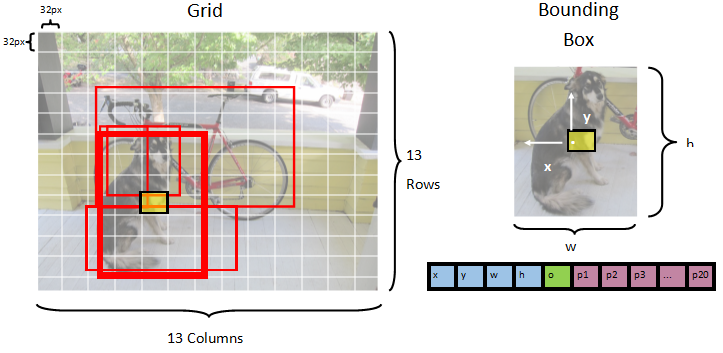 Grid
32px
32px
13
Rows
13 Columns
Bounding
Box
y
x
h
w
x y w h o p1 p2 p3 ... p20